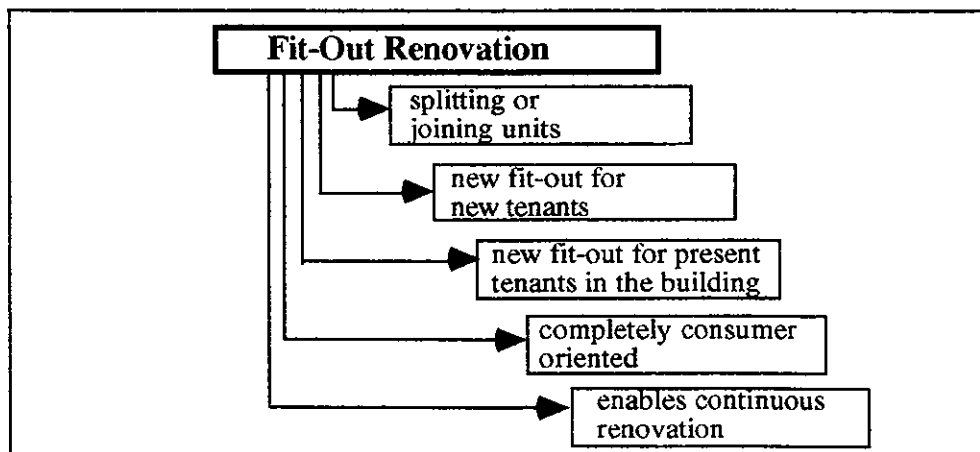 Fit-Out Renovation
splitting or
joining units
new fit-out for
new tenants
new fit-out for present
tenants in the building
completely consumer
oriented
enables continuous
renovation